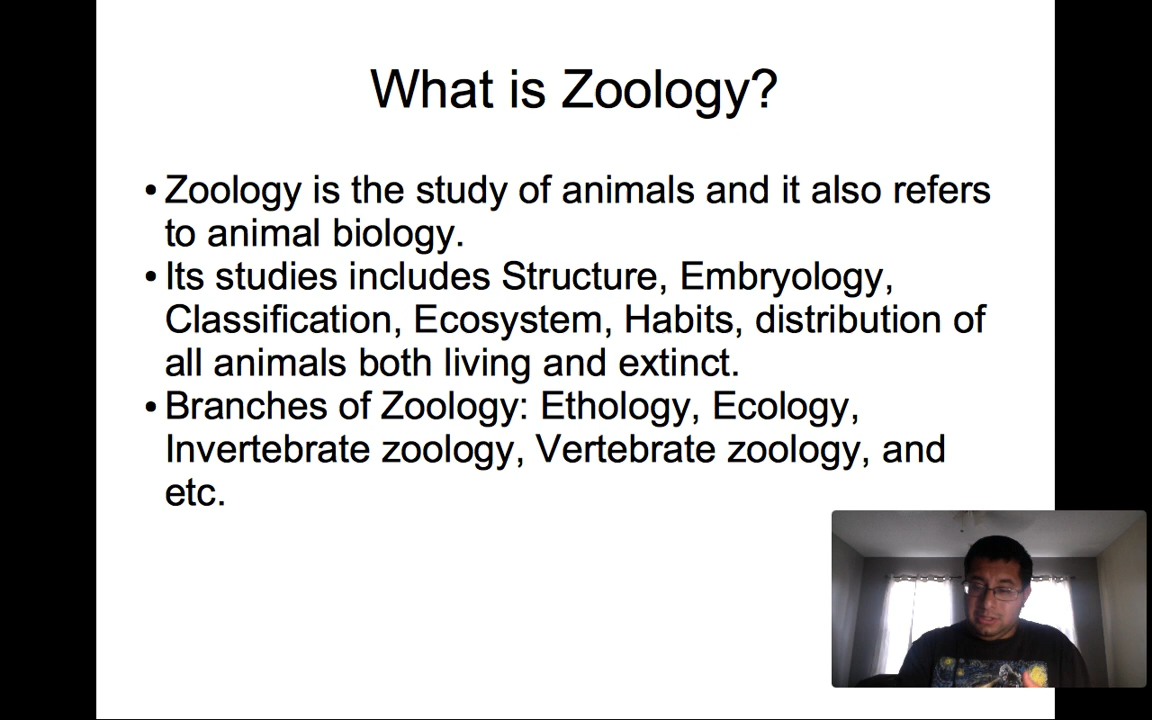 What is Zoology?
• Zoology is the study of animals and it also refers
to animal biology.
• Its studies includes Structure, Embryology,
Classification, Ecosystem, Habits, distribution of
all animals both living and extinct.
• Branches of Zoology: Ethology, Ecology,
Invertebrate zoology, Vertebrate zoology, and
etc.